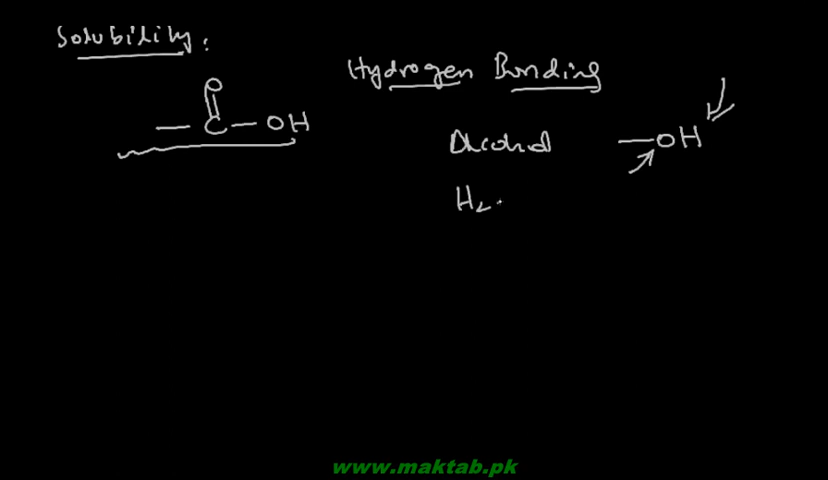 Solubility:
Hydrogen Bonding
O
— C — OH
Alcohol — OH
H₂
www.maktab.pk